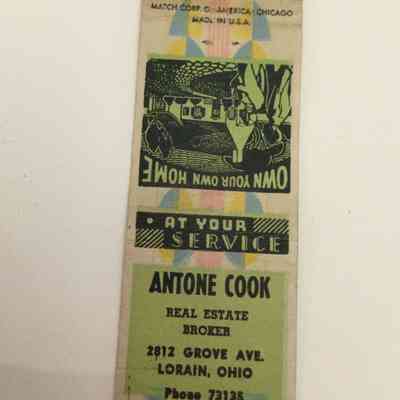 MATCH CORP. OF AMERICA, CHICAGO
MADE IN U.S.A.
OWN YOUR OWN HOME
• AT YOUR
SERVICE
ANTONE COOK
REAL ESTATE
BROKER
2812 GROVE AVE.
LORAIN, OHIO
Phone 73135